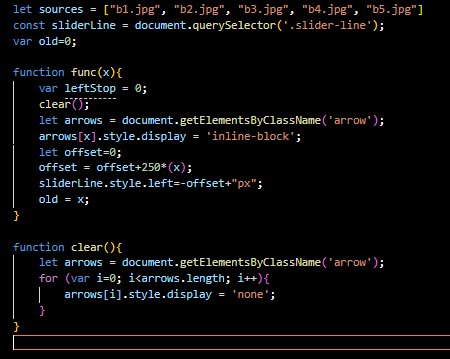 let sources = ["b1.jpg", "b2.jpg", "b3.jpg", "b4.jpg", "b5.jpg"]
const sliderLine = document.querySelector('.slider-line');
var old=0;
function func(x){
var leftStop = 0;
clear();
let arrows = document.getElementsByClassName('arrow');
arrows[x].style.display = 'inline-block';
let offset=0;
offset = offset+250*(x);
sliderLine.style.left=-offset+"px";
old = x;
}
function clear(){
let arrows = document.getElementsByClassName('arrow');
for (var i=0; i<arrows.length; i++){
arrows[i].style.display = 'none';
}
}